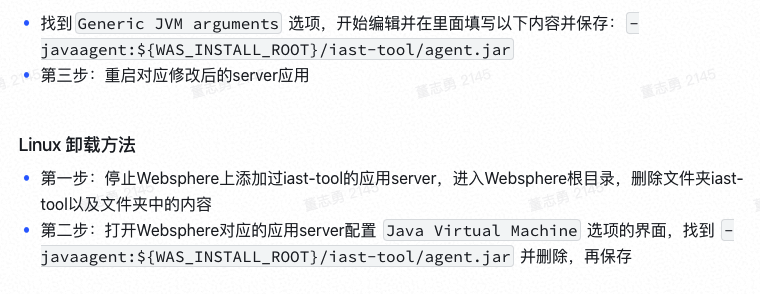 找到 Generic JVM arguments 选项，开始编辑并在里面填写以下内容并保存：-
javaagent:${WAS_INSTALL_ROOT}/iast-tool/agent.jar
第三步：重启对应修改后的server应用
董志勇 2145
董志勇 2145
Linux 卸载方法
第一步：停止Websphere上添加过iast-tool的应用server，进入Websphere根目录，删除文件夹iast-
tool以及文件夹中的内容
第二步：打开Websphere对应的应用server配置 Java Virtual Machine 选项的界面，找到 -
javaagent:${WAS_INSTALL_ROOT}/iast-tool/agent.jar 并删除，再保存